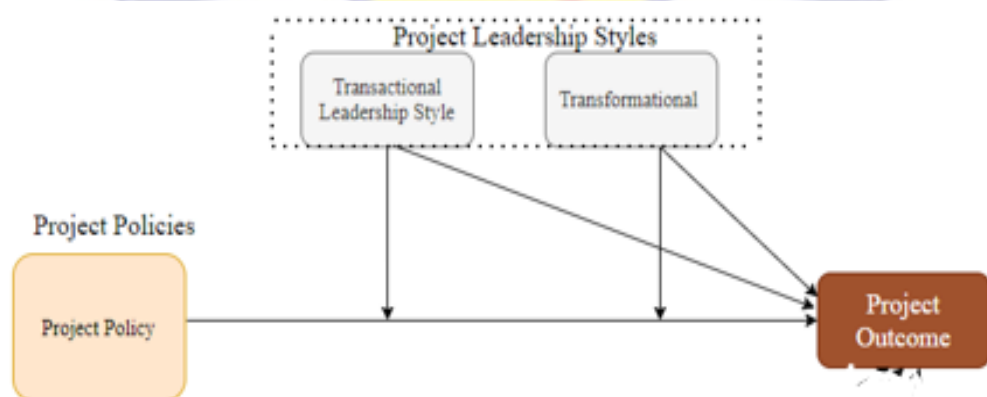 Project Leadership Styles
Transactional
Leadership Style
Transformational
Project Policies
Project Policy
Project
Outcome